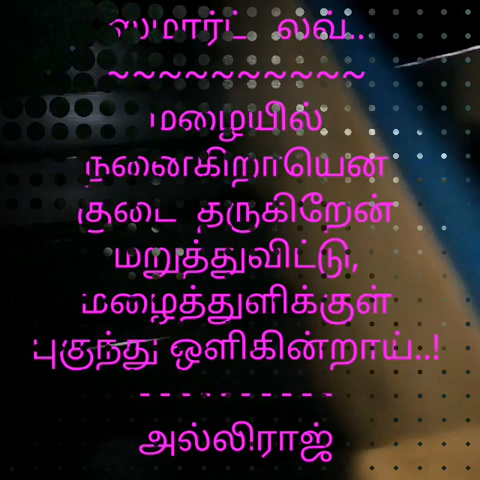 ஸ்மார்ட் லவ்..
~~~~~~~~~~
மழையில்
நனைகிறாயென
குடை தருகிறேன்
மறுத்துவிட்டு,
மழைத்துளிக்குள்
புகுந்து ஒளிகின்றாய்..!
----------
அல்லிராஜ்